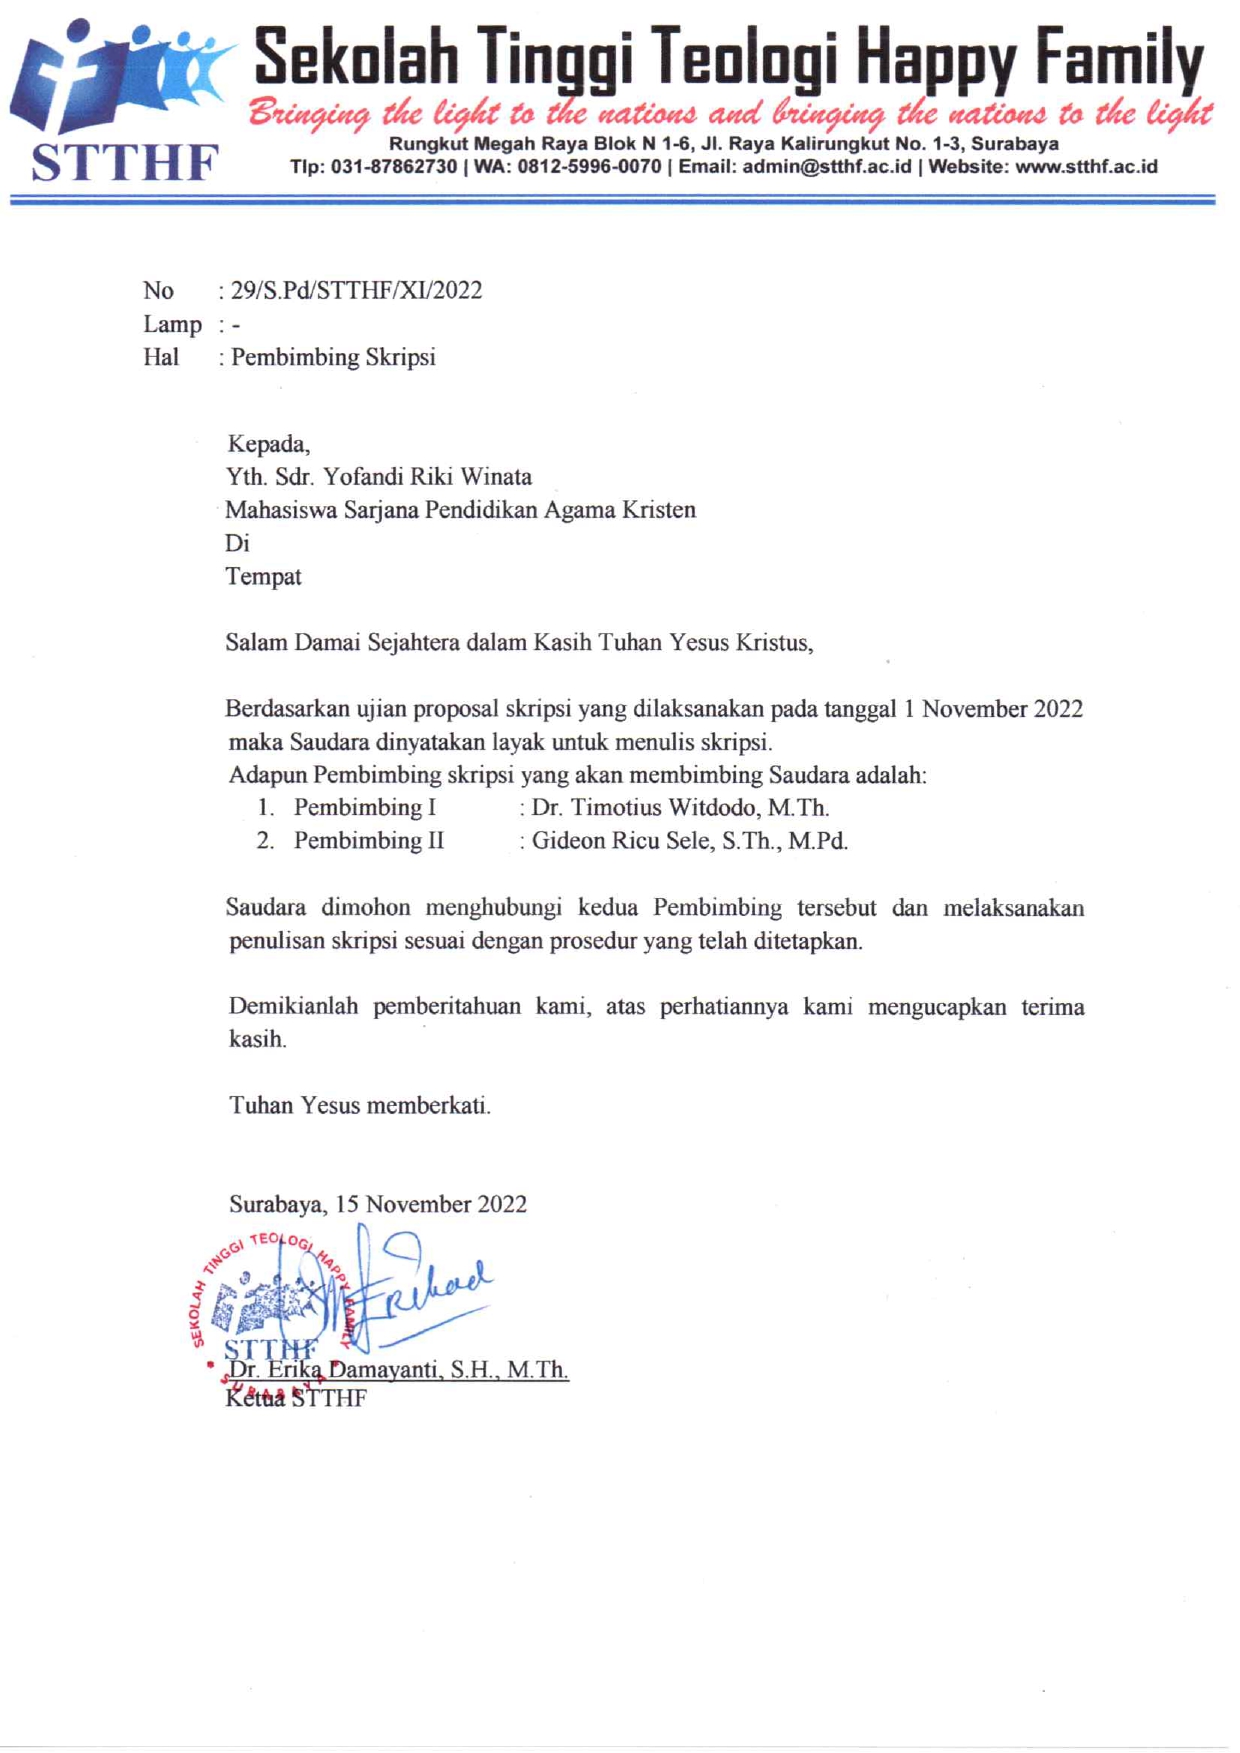 Sekolah Tinggi Teologi Happy Family
Bringing the light to the nations and bringing the nations to the light
STTHF
Rungkut Megah Raya Blok N 1-6, Jl. Raya Kalirungkut No. 1-3, Surabaya
Tlp: 031-87862730 | WA: 0812-5996-0070 | Email: admin@stthf.ac.id | Website: www.stthf.ac.id
No : 29/S.Pd/STTHF/XI/2022
Lamp : -
Hal : Pembimbing Skripsi
Kepada,
Yth. Sdr. Yofandi Riki Winata
Mahasiswa Sarjana Pendidikan Agama Kristen
Di
Tempat
Salam Damai Sejahtera dalam Kasih Tuhan Yesus Kristus,
Berdasarkan ujian proposal skripsi yang dilaksanakan pada tanggal 1 November 2022
maka Saudara dinyatakan layak untuk menulis skripsi.
Adapun Pembimbing skripsi yang akan membimbing Saudara adalah:
1. Pembimbing I : Dr. Timotius Witdodo, M.Th.
2. Pembimbing II : Gideon Ricu Sele, S.Th., M.Pd.
Saudara dimohon menghubungi kedua Pembimbing tersebut dan melaksanakan
penulisan skripsi sesuai dengan prosedur yang telah ditetapkan.
Demikianlah pemberitahuan kami, atas perhatiannya kami mengucapkan terima
kasih.
Tuhan Yesus memberkati.
Surabaya, 15 November 2022
SEKOLAH TINGGI TEOLOGI HAPPY FAMILY
STTHF
SURABAYA
Dr. Erika Damayanti, S.H., M.Th.
Ketua STTHF